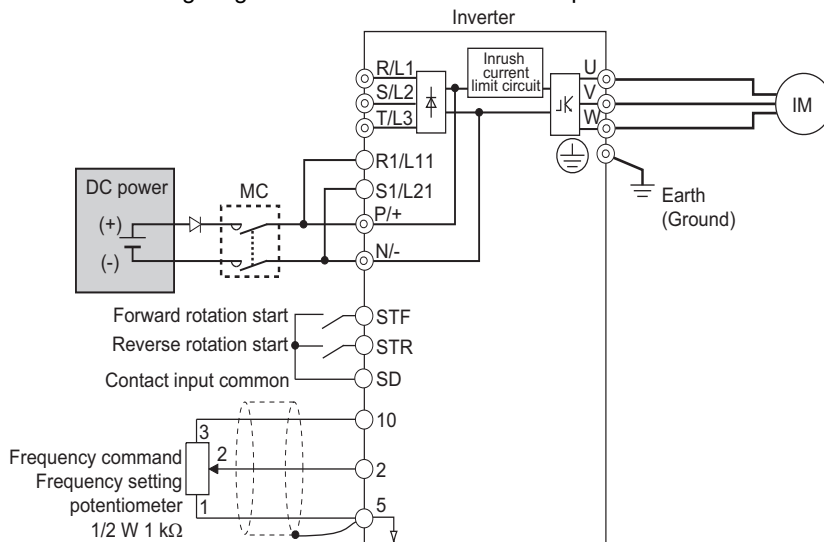 Inverter
R/L1
S/L2
T/L3
Inrush
current
limit circuit
U
V
W
IM
R1/L11
S1/L21
P/+
N/-
DC power
(+)
(-)
MC
Earth
(Ground)
Forward rotation start
STF
Reverse rotation start
STR
Contact input common
SD
3
10
Frequency command
2
2
Frequency setting
potentiometer
1
5
1/2 W 1 kΩ